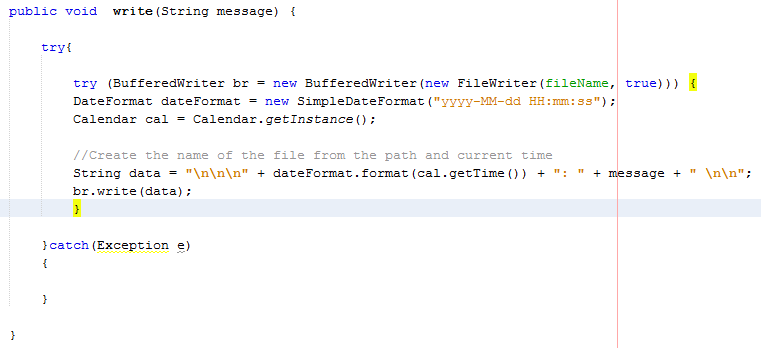 public void  write(String message) {
try{
try (BufferedWriter br = new BufferedWriter(new FileWriter(fileName, true))) {
DateFormat dateFormat = new SimpleDateFormat("yyyy-MM-dd HH:mm:ss");
Calendar cal = Calendar.getInstance();
//Create the name of the file from the path and current time
String data = "\n\n\n" + dateFormat.format(cal.getTime()) + ": " + message + " \n\n";
br.write(data);
}
}catch(Exception e)
{
}
}